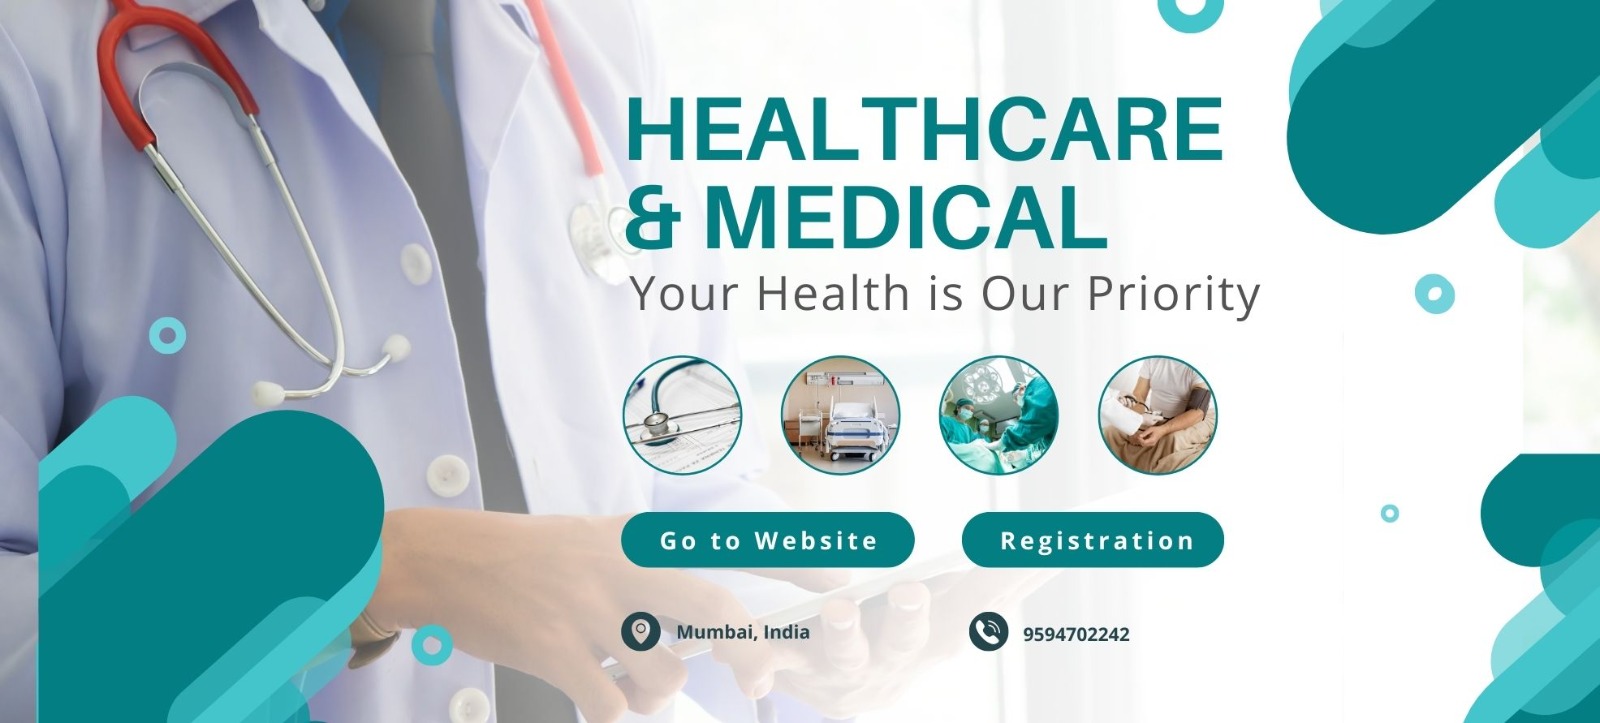 HEALTHCARE
& MEDICAL
Your Health is Our Priority
Go to Website
Registration
Mumbai, India
9594702242